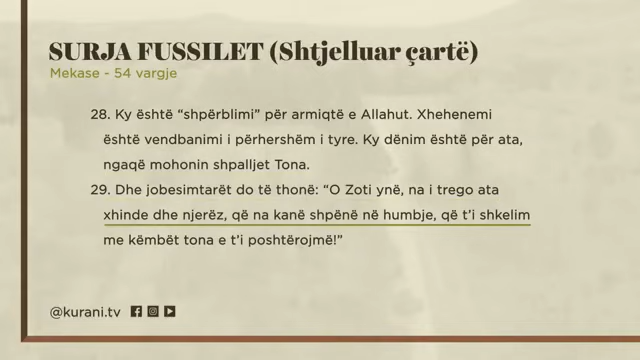 SURJA FUSSILET (Shtjelluar çartë)
Mekase - 54 vargje
28. Ky është “shpërblimi” për armiqtë e Allahut. Xhehenemi
është vendbanimi i përhershëm i tyre. Ky dënim është për ata,
ngaqë mohonin shpalljet Tona.
29. Dhe jobesimtarët do të thonë: “O Zoti ynë, na i trego ata
xhinde dhe njerëz, që na kanë shpënë në humbje, që t’i shkelim
me këmbët tona e t’i poshtërojmë!”
@kurani.tv